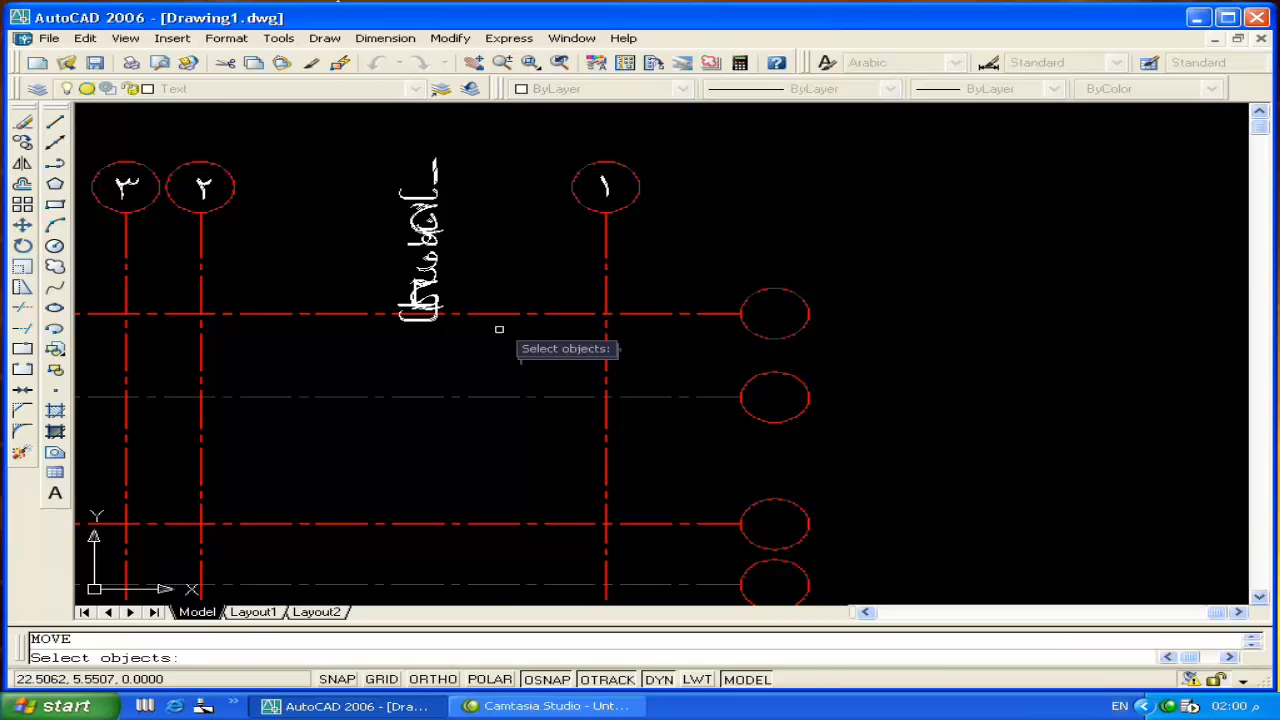 AutoCAD 2006 - [Drawing1.dwg]
File Edit View Insert Format Tools Draw Dimension Modify Express Window Help
Arabic Standard Standard
Text ByLayer ByLayer ByLayer ByColor
٣ ٢ ١
Select objects:
Y
X
A
Model Layout1 Layout2
MOVE
Select objects:
22.5062, 5.5507, 0.0000 SNAP GRID ORTHO POLAR OSNAP OTRACK DYN LWT MODEL
start AutoCAD 2006 - [Dra... Camtasia Studio - Unt... EN 02:00 م